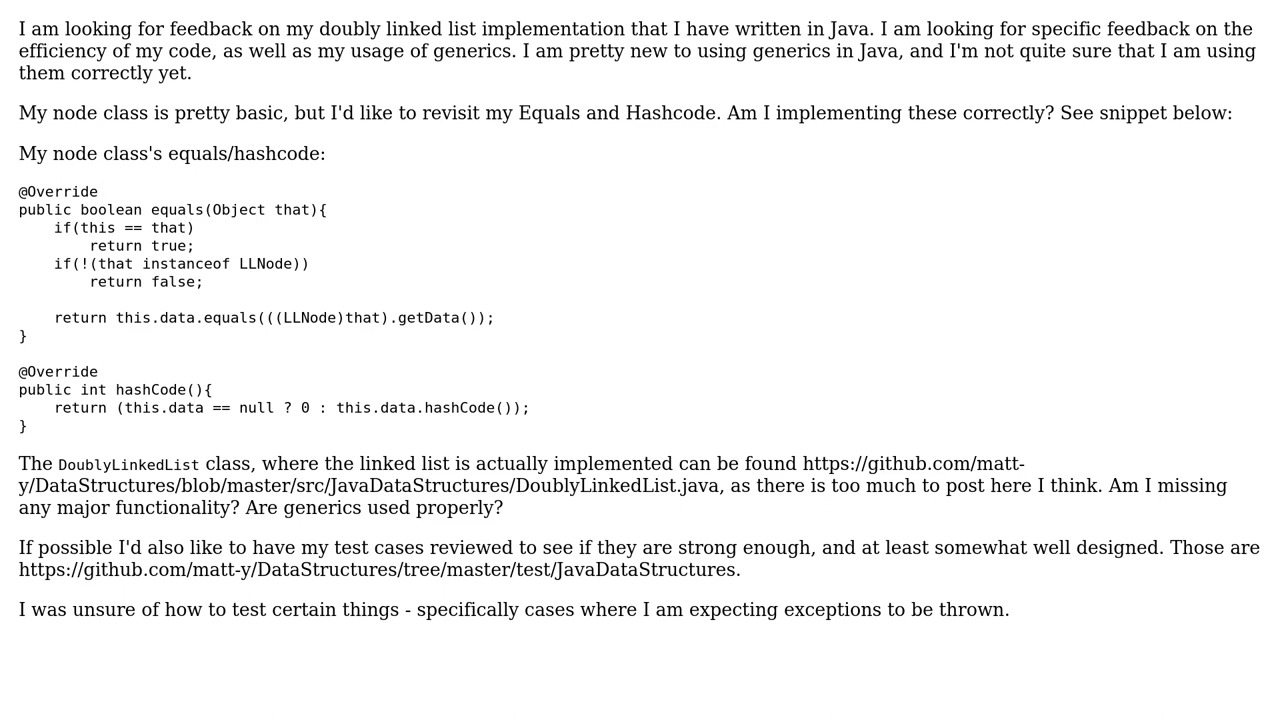 I am looking for feedback on my doubly linked list implementation that I have written in Java. I am looking for specific feedback on the
efficiency of my code, as well as my usage of generics. I am pretty new to using generics in Java, and I'm not quite sure that I am using
them correctly yet.
My node class is pretty basic, but I'd like to revisit my Equals and Hashcode. Am I implementing these correctly? See snippet below:
My node class's equals/hashcode:
@Override
public boolean equals(Object that){
    if(this == that)
        return true;
    if(!(that instanceof LLNode))
        return false;

    return this.data.equals(((LLNode)that).getData());
}

@Override
public int hashCode(){
    return (this.data == null ? 0 : this.data.hashCode());
}
The DoublyLinkedList class, where the linked list is actually implemented can be found https://github.com/matt-
y/DataStructures/blob/master/src/JavaDataStructures/DoublyLinkedList.java, as there is too much to post here I think. Am I missing
any major functionality? Are generics used properly?
If possible I'd also like to have my test cases reviewed to see if they are strong enough, and at least somewhat well designed. Those are
https://github.com/matt-y/DataStructures/tree/master/test/JavaDataStructures.
I was unsure of how to test certain things - specifically cases where I am expecting exceptions to be thrown.